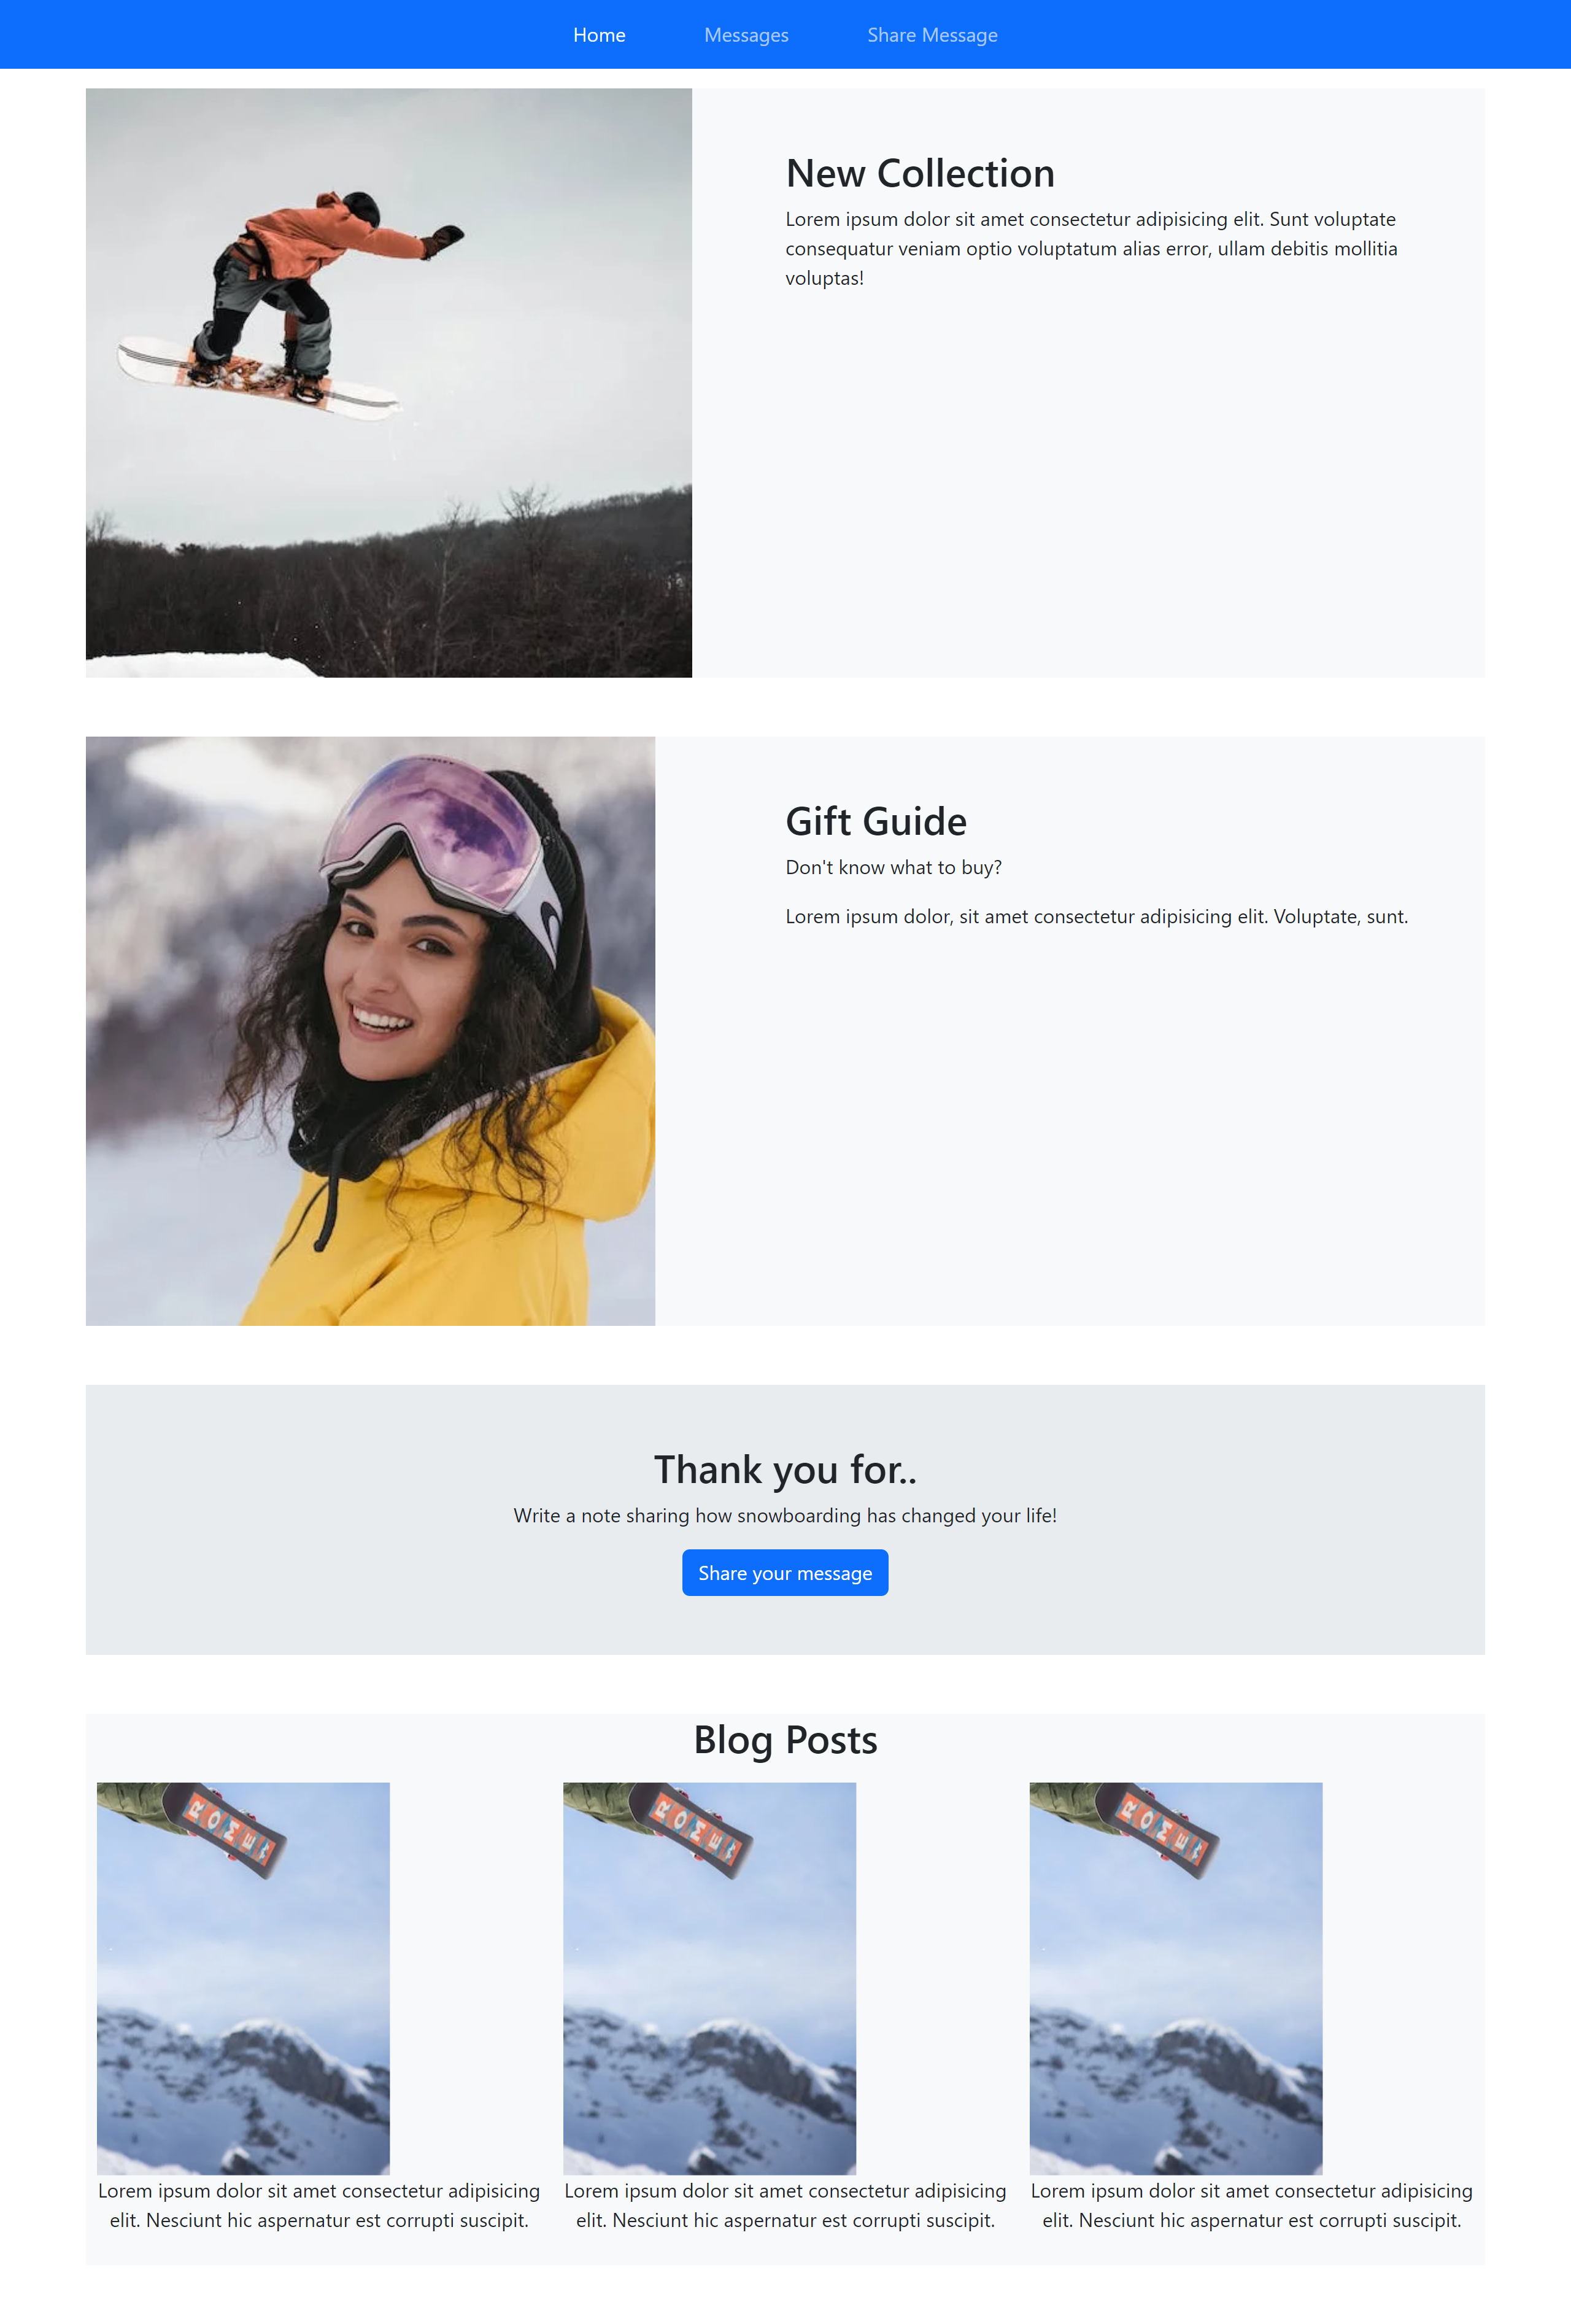 Home Messages Share Message
New Collection
Lorem ipsum dolor sit amet consectetur adipisicing elit. Sunt voluptate
consequatur veniam optio voluptatum alias error, ullam debitis mollitia
voluptas!
Gift Guide
Don't know what to buy?
Lorem ipsum dolor, sit amet consectetur adipisicing elit. Voluptate, sunt.
Thank you for..
Write a note sharing how snowboarding has changed your life!
Share your message
Blog Posts
ROME
ROME
ROME
Lorem ipsum dolor sit amet consectetur adipisicing
elit. Nesciunt hic aspernatur est corrupti suscipit.
Lorem ipsum dolor sit amet consectetur adipisicing
elit. Nesciunt hic aspernatur est corrupti suscipit.
Lorem ipsum dolor sit amet consectetur adipisicing
elit. Nesciunt hic aspernatur est corrupti suscipit.